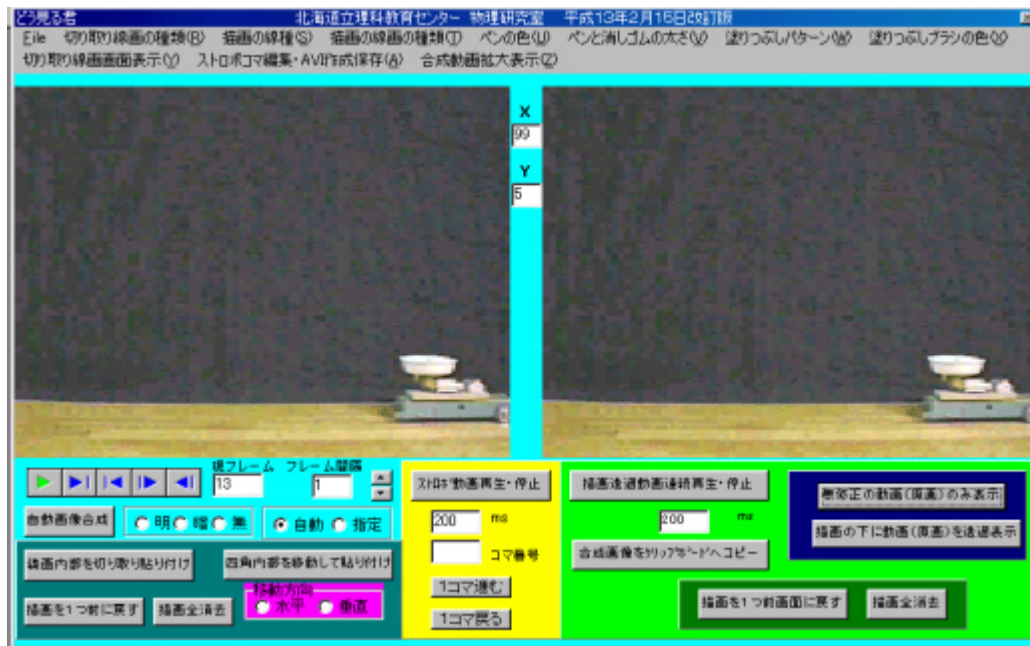 どう見る君 北海道立理科教育センター 物理研究室 平成13年2月16日改訂版
File 切り取り線画の種類(R) 描画の線種(S) 描画の線画の種類(T) ペンの色(U) ペンと消しゴムの太さ(V) 塗りつぶしパターン(W) 塗りつぶしブラシの色(X)
切り取り線画画面表示(Y) ストロボコマ編集・AVI作成保存(A) 合成動画拡大表示(Z)
X
99
Y
5
現フレーム フレーム間隔
13 1
ストロボ動画再生・停止
描画透過動画連続再生・停止
無修正の動画(原画)のみ表示
自動画像合成 明 暗 無 自動 指定
200 ms
200 ms
描画の下に動画(原画)を透過表示
線画内部を切り取り貼り付け 四角内部を移動して貼り付け
コマ番号
合成画像をクリップボードへコピー
移動方向
水平 垂直
1コマ進む
描画を1つ前に戻す 描画全消去
描画を1つ前画面に戻す 描画全消去
1コマ戻る